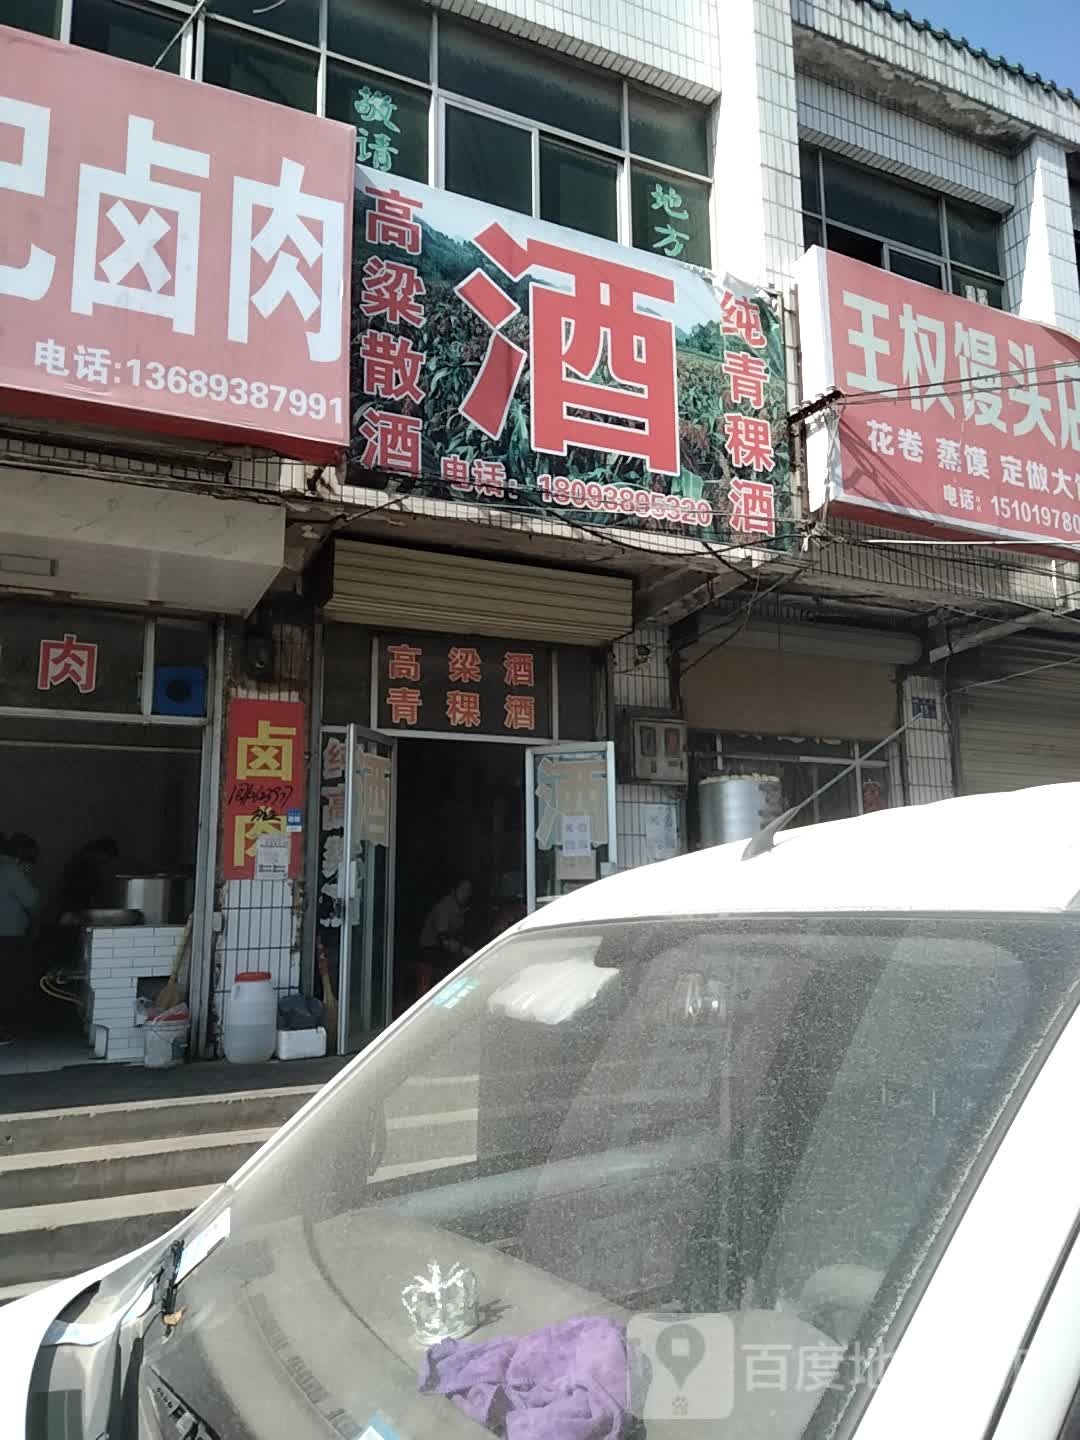 敬请
地方
记卤肉
电话:13689387991
高粱散酒
酒
纯青稞酒
电话：18093895320
王权馒头店
花卷 蒸馍 定做大
电话：151019780
肉
高粱酒
青稞酒
卤肉
酒
酒
百度地